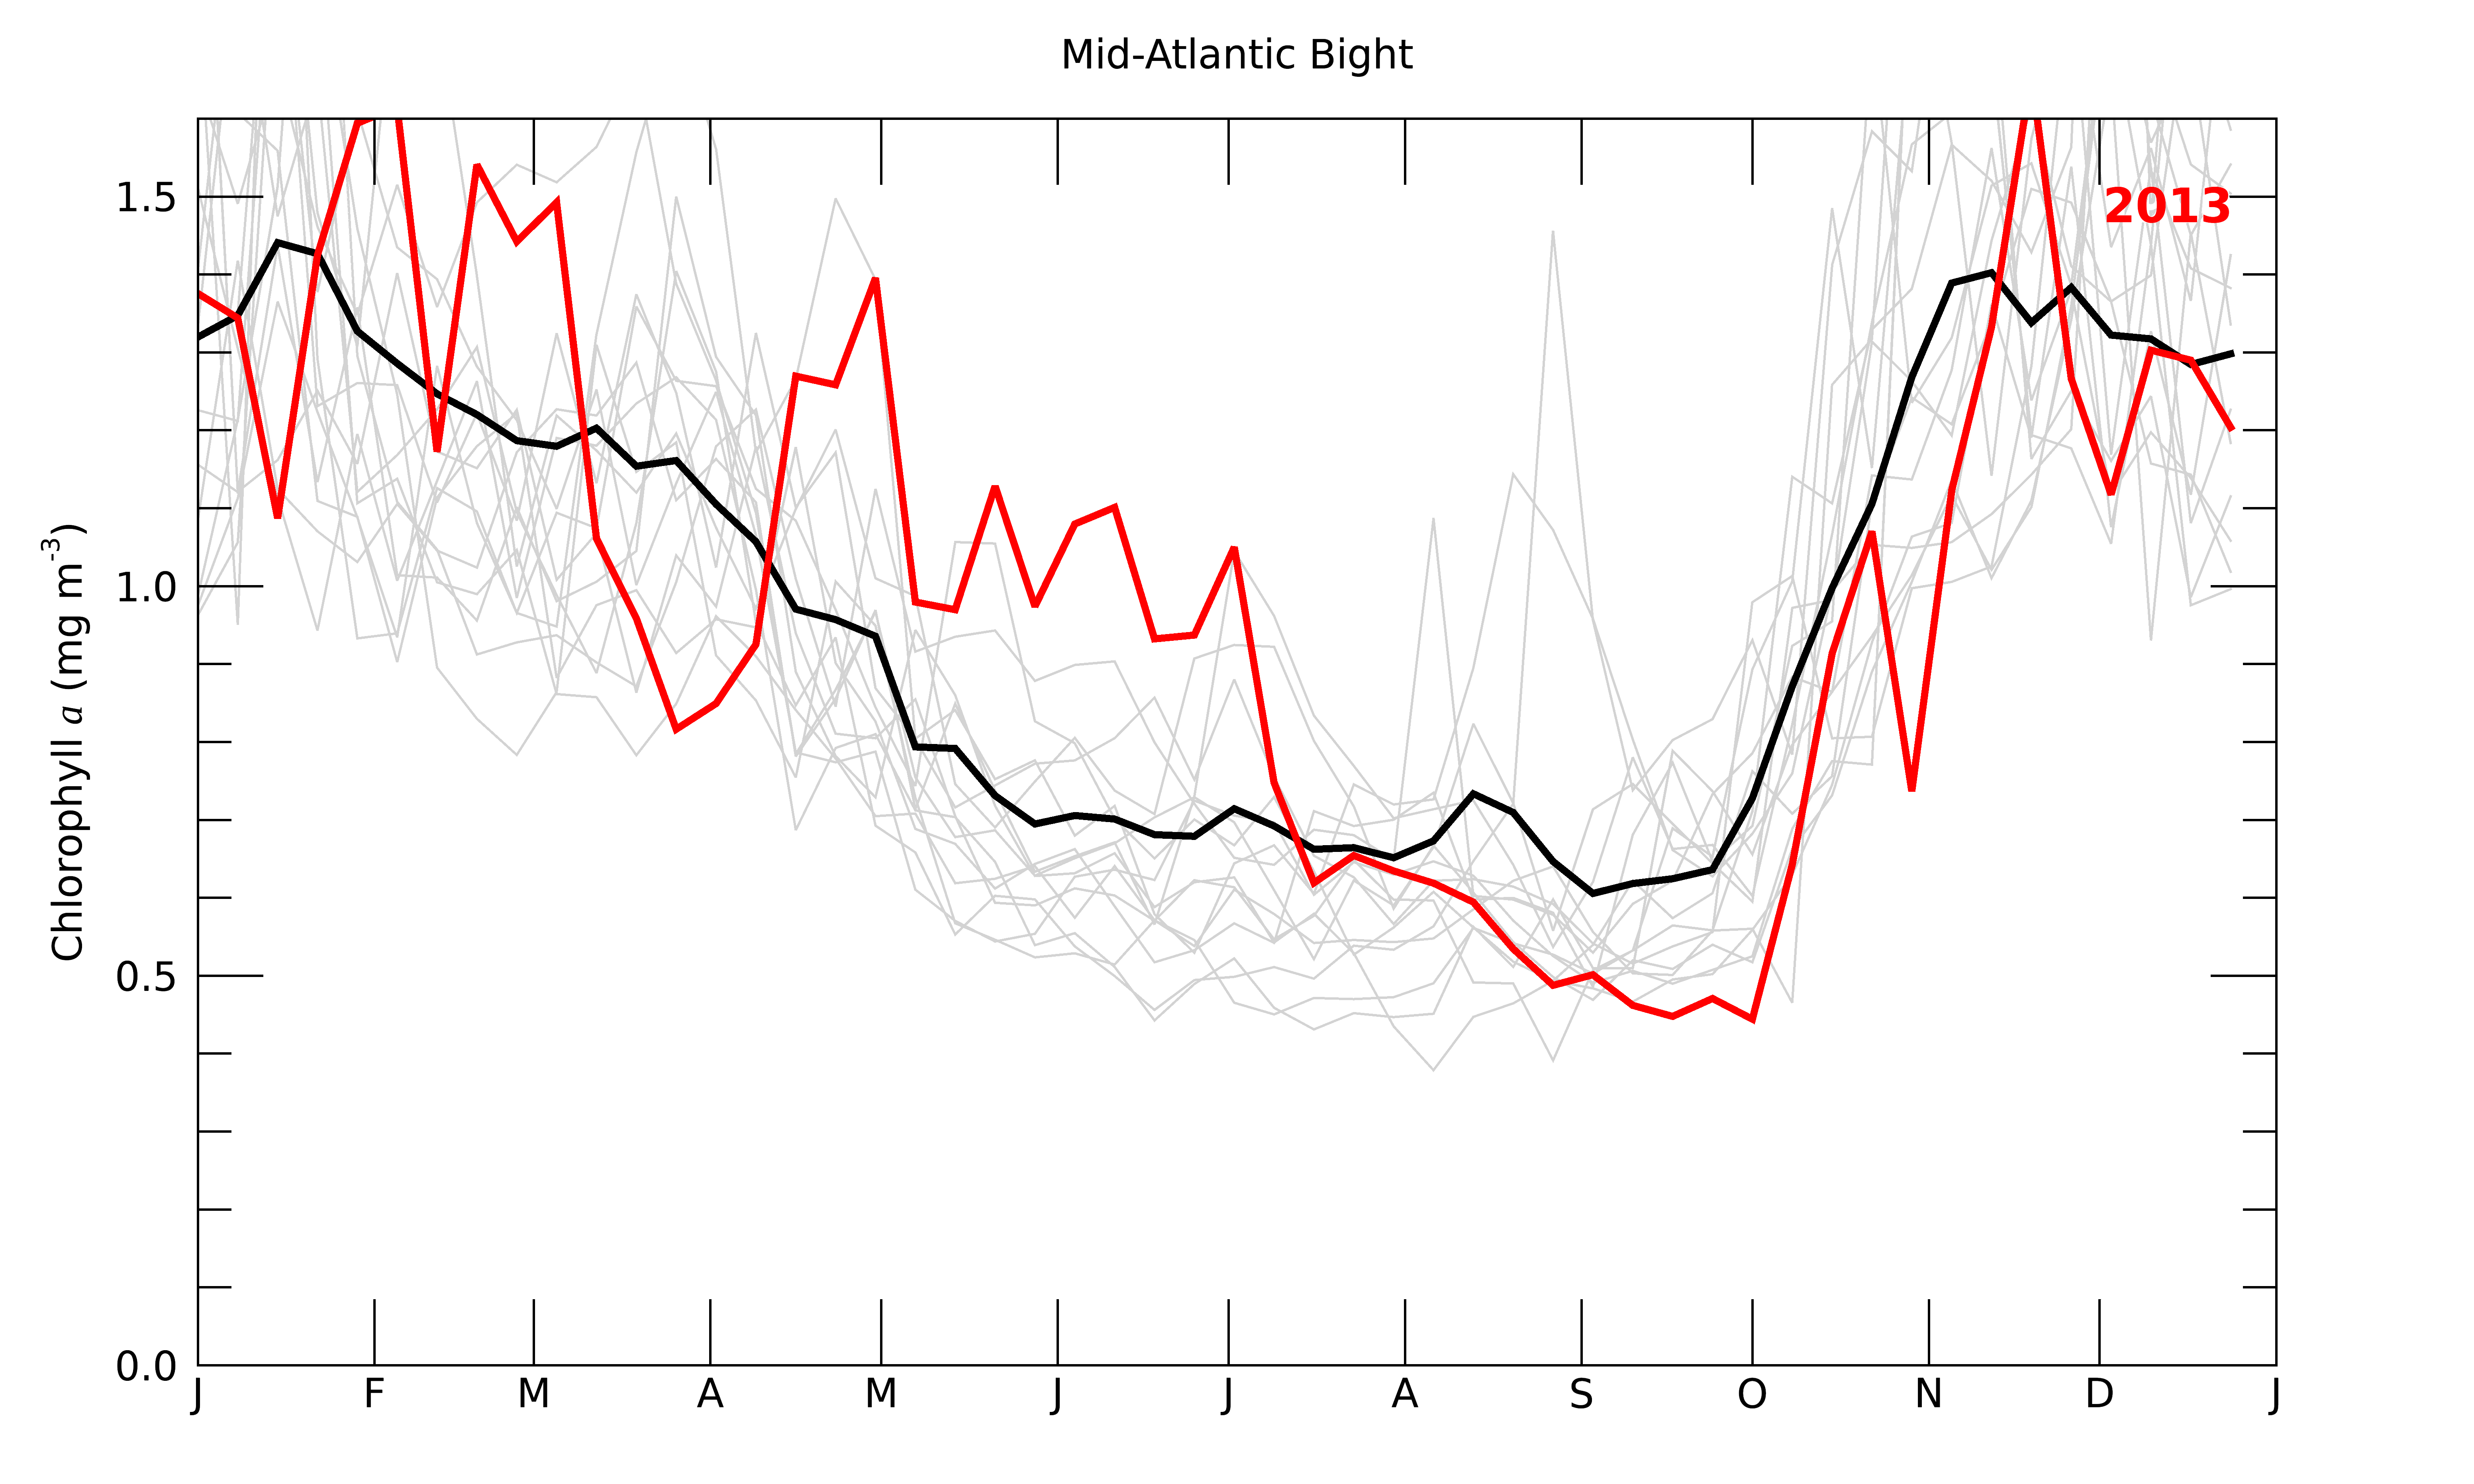 Mid-Atlantic Bight
Chlorophyll a (mg m⁻³)
1.5
1.0
0.5
0.0
2013
J F M A M J J A S O N D J